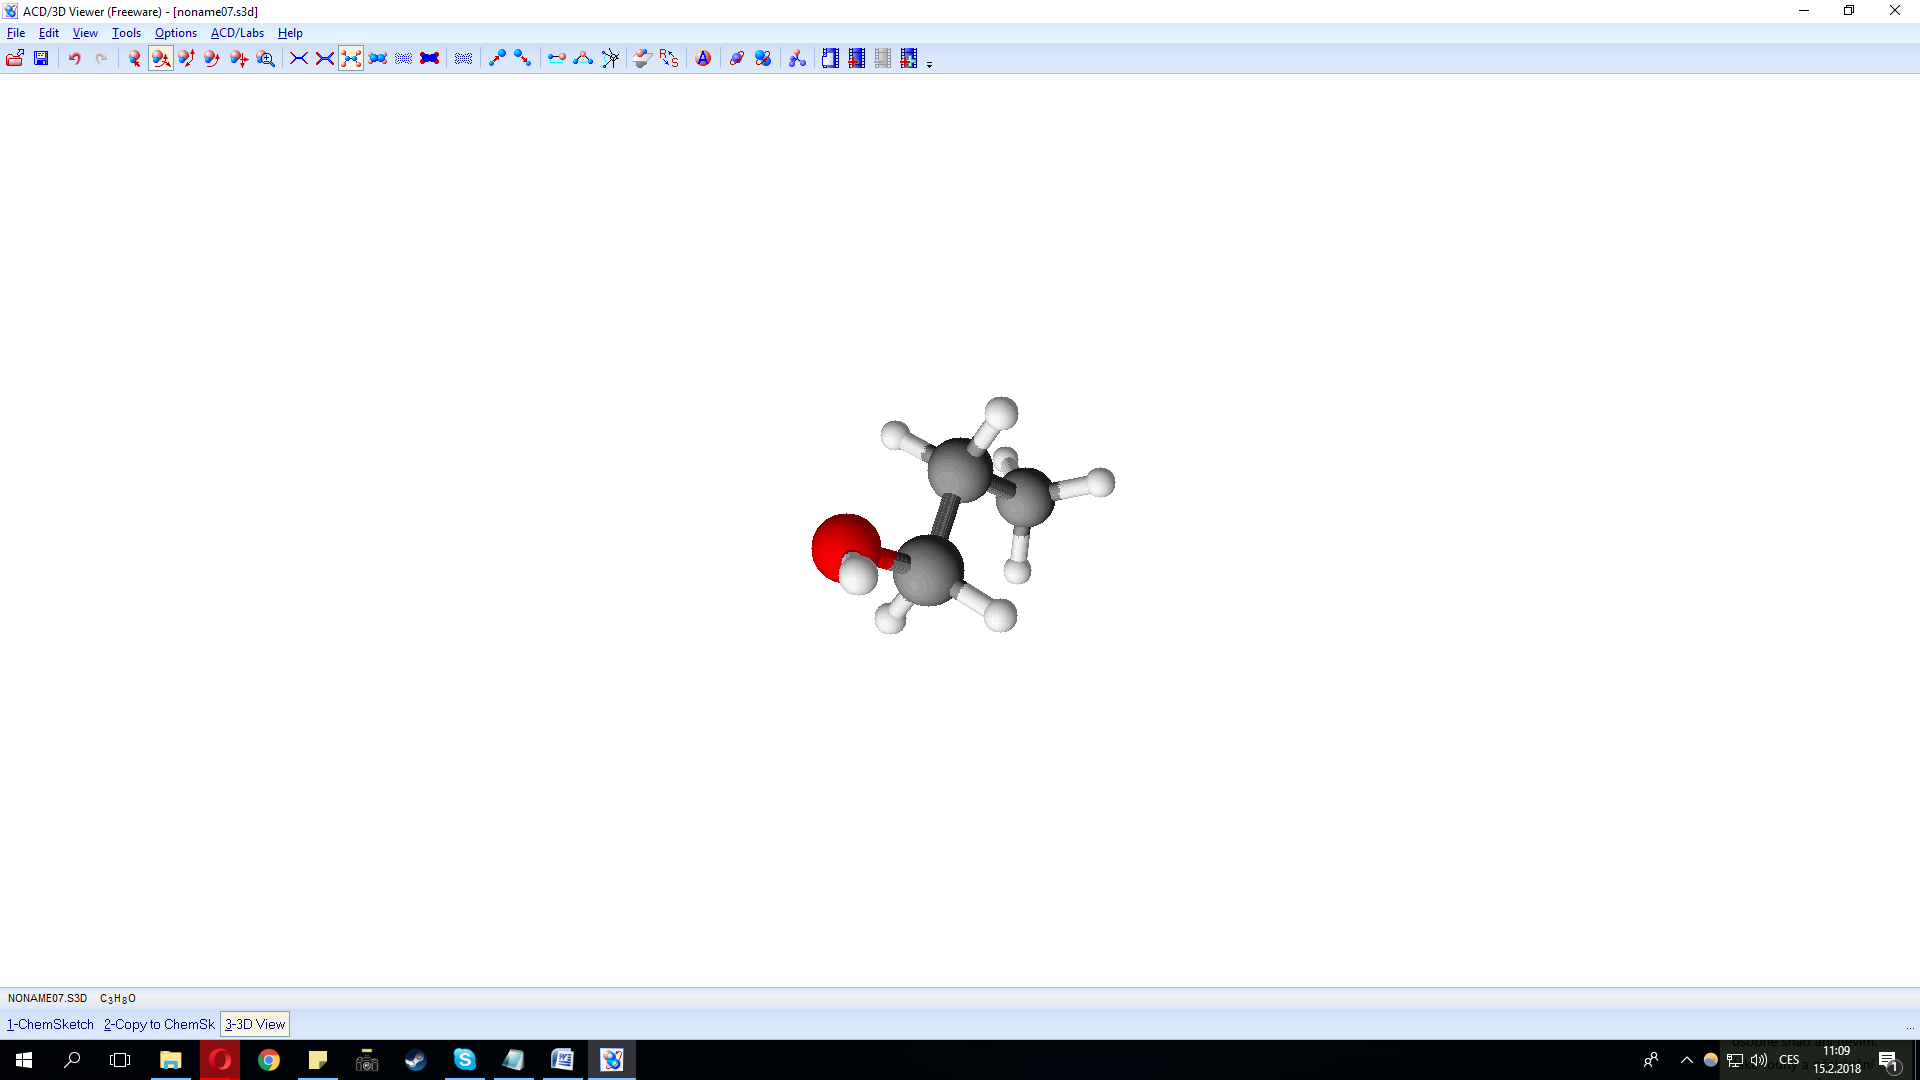 ACD/3D Viewer (Freeware) - [noname07.s3d]
File Edit View Tools Options ACD/Labs Help
NONAME07.S3D C3H8O
1-ChemSketch 2-Copy to ChemSk 3-3D View
CES
11:09
15.2.2018
1